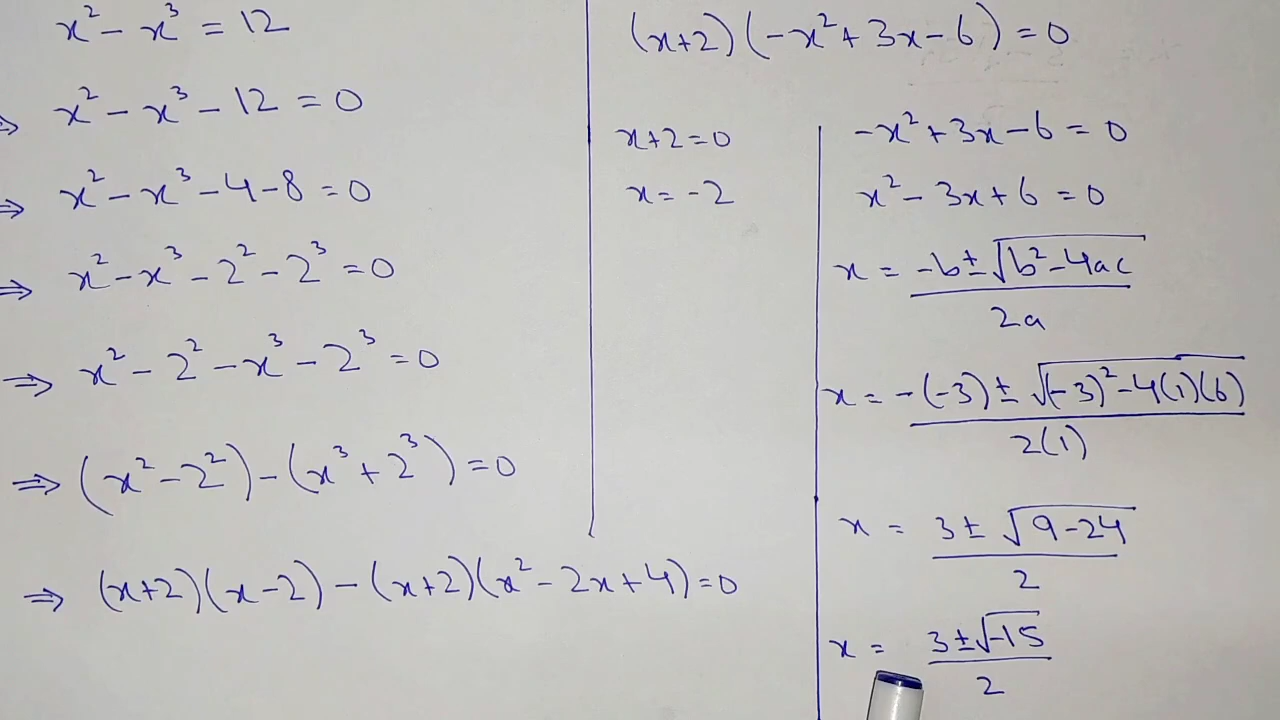 x² - x³ = 12
⇒ x² - x³ - 12 = 0
⇒ x² - x³ - 4 - 8 = 0
⇒ x² - x³ - 2² - 2³ = 0
⇒ x² - 2² - x³ - 2³ = 0
⇒ (x² - 2²) - (x³ + 2³) = 0
⇒ (x+2)(x-2) - (x+2)(x² - 2x + 4) = 0
(x+2)(-x² + 3x - 6) = 0
x+2 = 0
x = -2
-x² + 3x - 6 = 0
x² - 3x + 6 = 0
x = (-b ± √(b² - 4ac)) / 2a
x = (-(-3) ± √((-3)² - 4(1)(6))) / 2(1)
x = (3 ± √(9-24)) / 2
x = (3 ± √-15) / 2